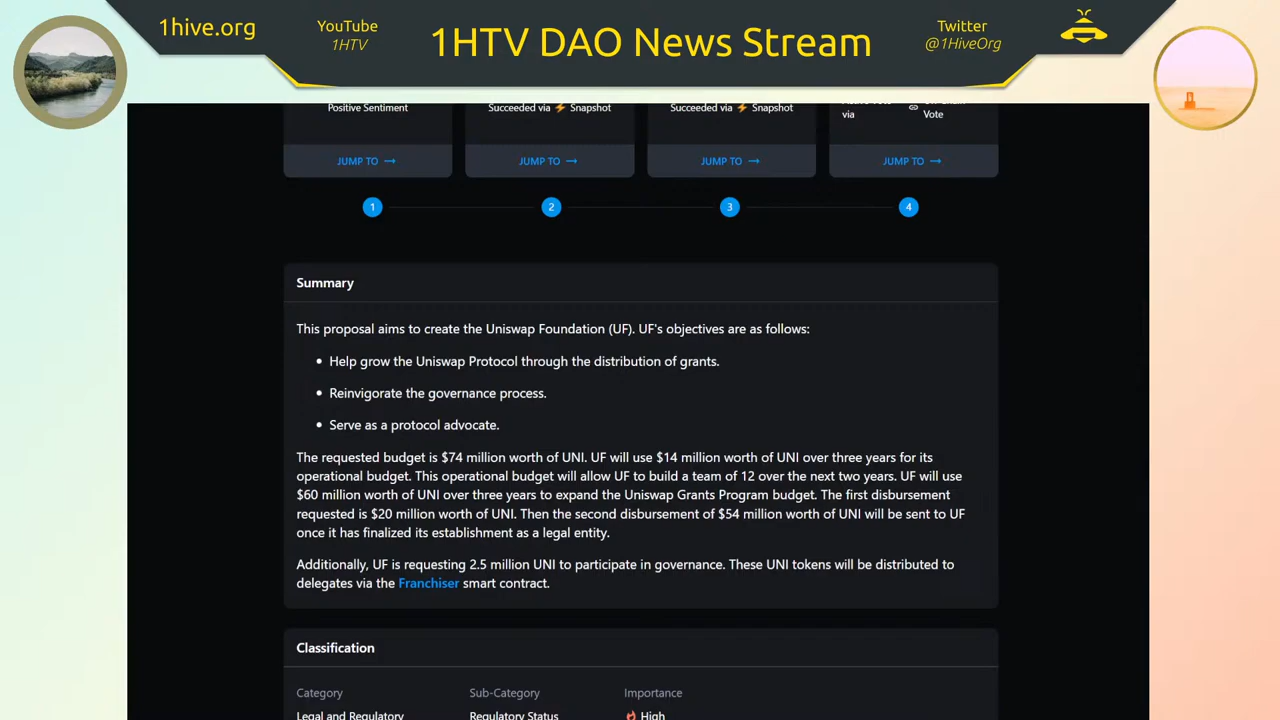 1hive.org
YouTube
1HTV
1HTV DAO News Stream
Twitter
@1HiveOrg
Positive Sentiment
Succeeded via ⚡ Snapshot
Succeeded via ⚡ Snapshot
via
Vote
JUMP TO →
JUMP TO →
JUMP TO →
JUMP TO →
1
2
3
4
Summary
This proposal aims to create the Uniswap Foundation (UF). UF's objectives are as follows:
• Help grow the Uniswap Protocol through the distribution of grants.
• Reinvigorate the governance process.
• Serve as a protocol advocate.
The requested budget is $74 million worth of UNI. UF will use $14 million worth of UNI over three years for its
operational budget. This operational budget will allow UF to build a team of 12 over the next two years. UF will use
$60 million worth of UNI over three years to expand the Uniswap Grants Program budget. The first disbursement
requested is $20 million worth of UNI. Then the second disbursement of $54 million worth of UNI will be sent to UF
once it has finalized its establishment as a legal entity.
Additionally, UF is requesting 2.5 million UNI to participate in governance. These UNI tokens will be distributed to
delegates via the Franchiser smart contract.
Classification
Category
Sub-Category
Importance
Legal and Regulatory
Regulatory Status
🔥 High